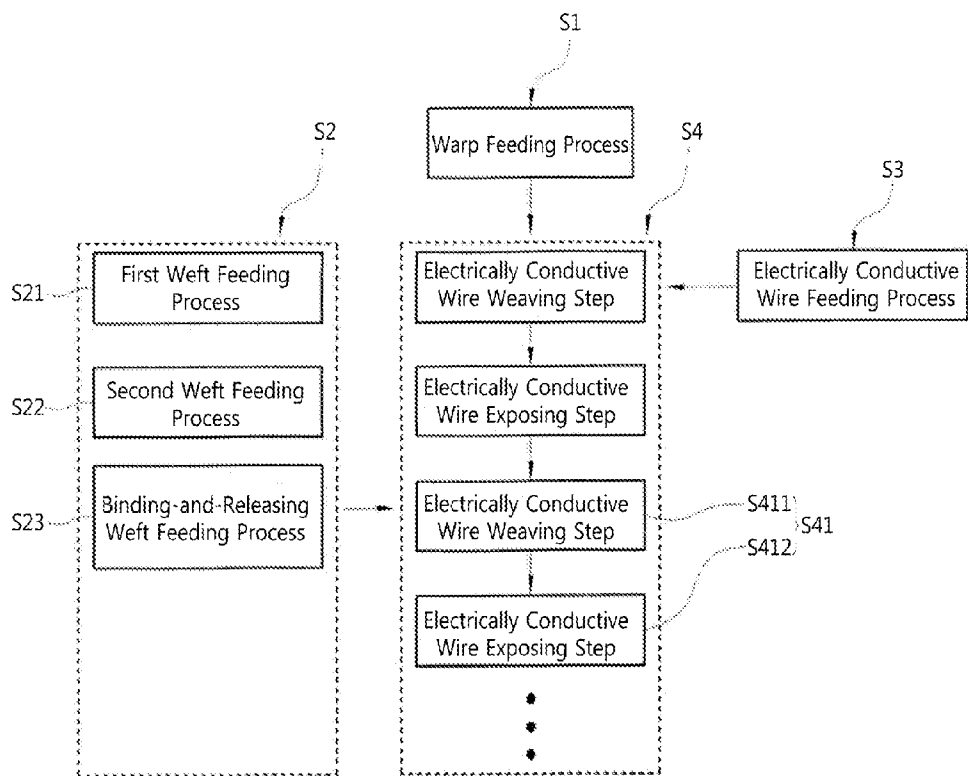 S1
Warp Feeding Process
S2
S4
S3
First Weft Feeding
Process
S21
Electrically Conductive
Wire Weaving Step
Electrically Conductive
Wire Feeding Process
Second Weft Feeding
Process
S22
Electrically Conductive
Wire Exposing Step
Binding-and-Releasing
Weft Feeding Process
S23
Electrically Conductive
Wire Weaving Step
S411
S41
S412
Electrically Conductive
Wire Exposing Step